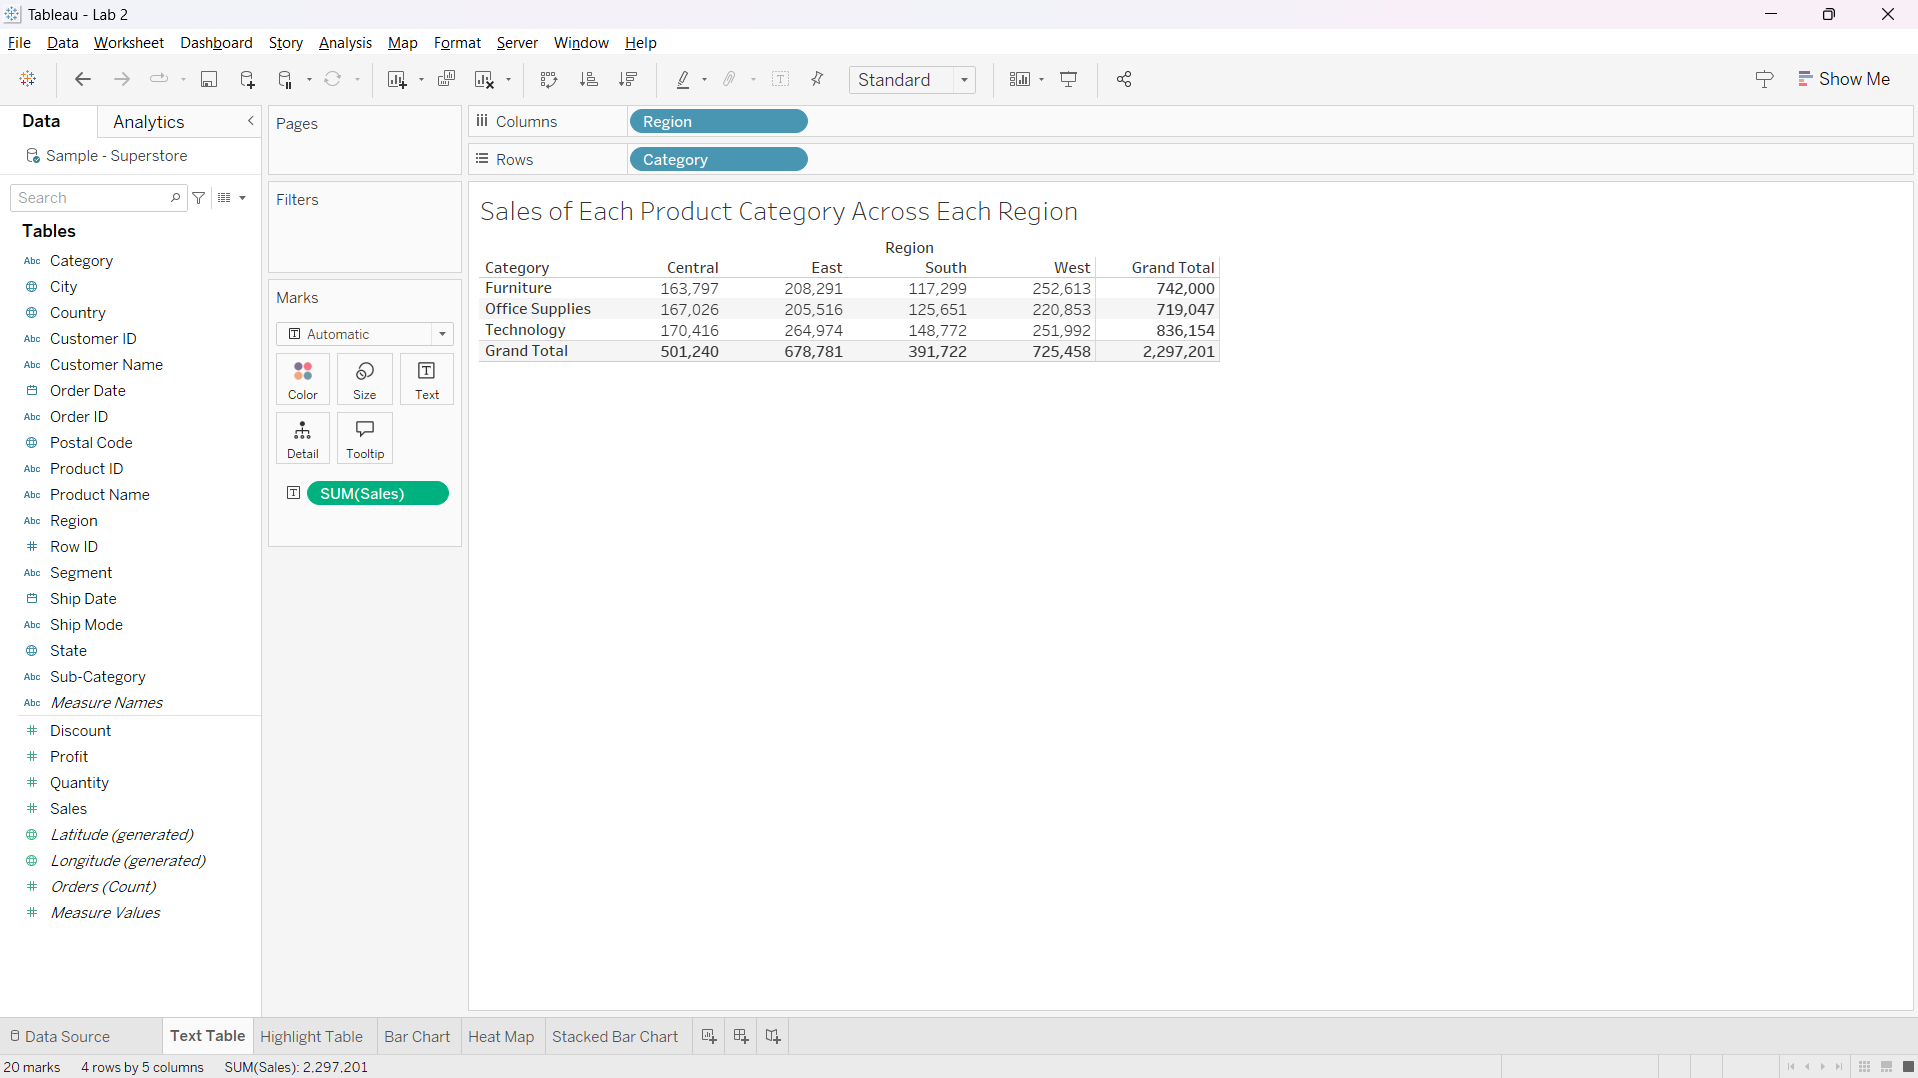 Tableau - Lab 2
File Data Worksheet Dashboard Story Analysis Map Format Server Window Help
Standard
Show Me
Data
Analytics
Sample - Superstore
Search
Tables
Abc Category
City
Country
Abc Customer ID
Abc Customer Name
Order Date
Abc Order ID
Postal Code
Abc Product ID
Abc Product Name
Abc Region
# Row ID
Abc Segment
Ship Date
Abc Ship Mode
State
Abc Sub-Category
Abc Measure Names
# Discount
# Profit
# Quantity
# Sales
Latitude (generated)
Longitude (generated)
# Orders (Count)
# Measure Values
Pages
Filters
Marks
T Automatic
Color
Size
T Text
Detail
Tooltip
T SUM(Sales)
Columns Region
Rows Category
Sales of Each Product Category Across Each Region
Region
Category Central East South West Grand Total
Furniture 163,797 208,291 117,299 252,613 742,000
Office Supplies 167,026 205,516 125,651 220,853 719,047
Technology 170,416 264,974 148,772 251,992 836,154
Grand Total 501,240 678,781 391,722 725,458 2,297,201
Data Source
Text Table
Highlight Table
Bar Chart
Heat Map
Stacked Bar Chart
20 marks 4 rows by 5 columns SUM(Sales): 2,297,201